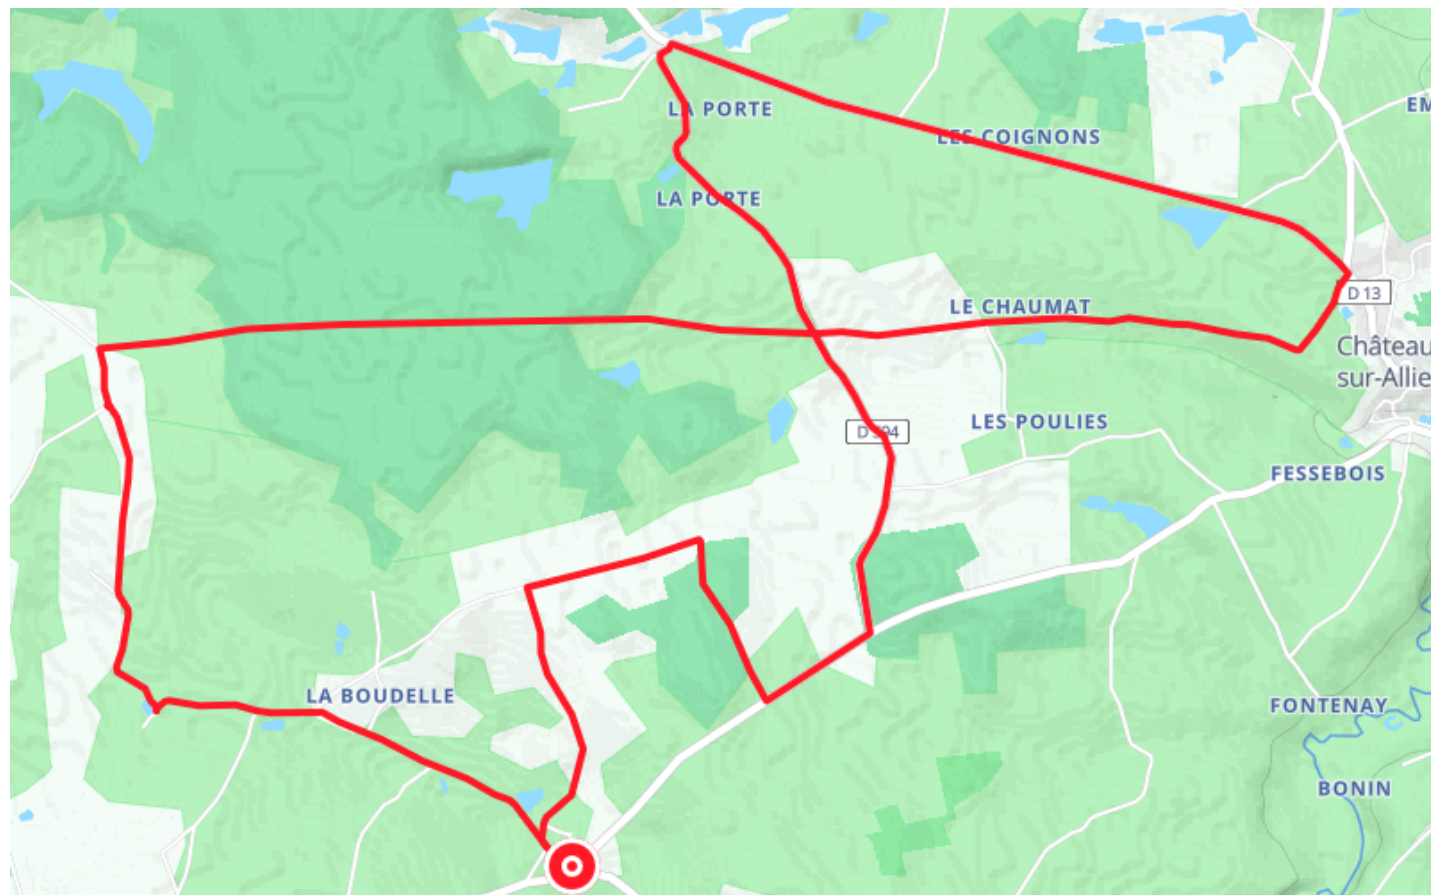 LA PORTE
EM
LES COIGNONS
LA PORTE
D 13
LE CHAUMAT
Château
sur-Allie
LES POULIES
FESSEBOIS
LA BOUDELLE
FONTENAY
BONIN